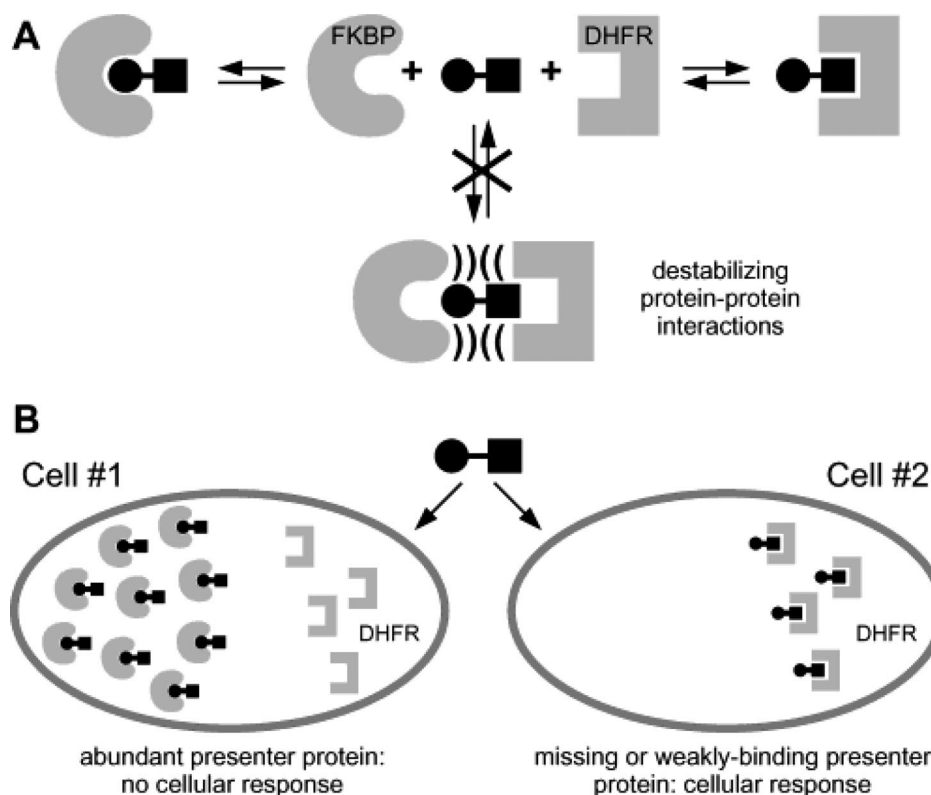 A
FKBP
+
+
DHFR
))((
destabilizing
protein-protein
interactions
))((
B
Cell #1
Cell #2
DHFR
DHFR
abundant presenter protein:
no cellular response
missing or weakly-binding presenter
protein: cellular response